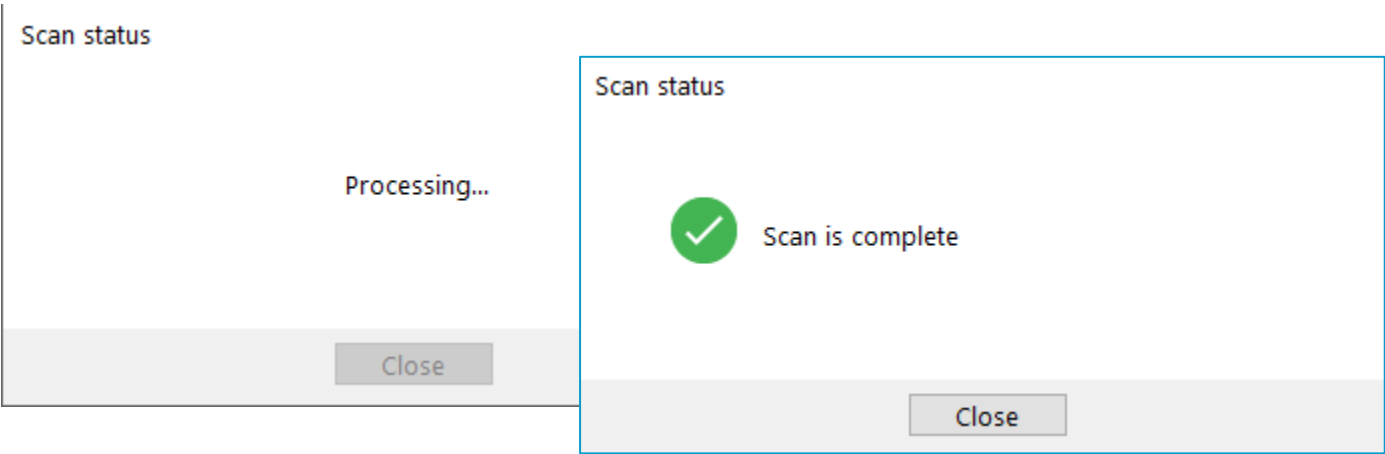 Scan status
Processing...
Close
Scan status
Scan is complete
Close